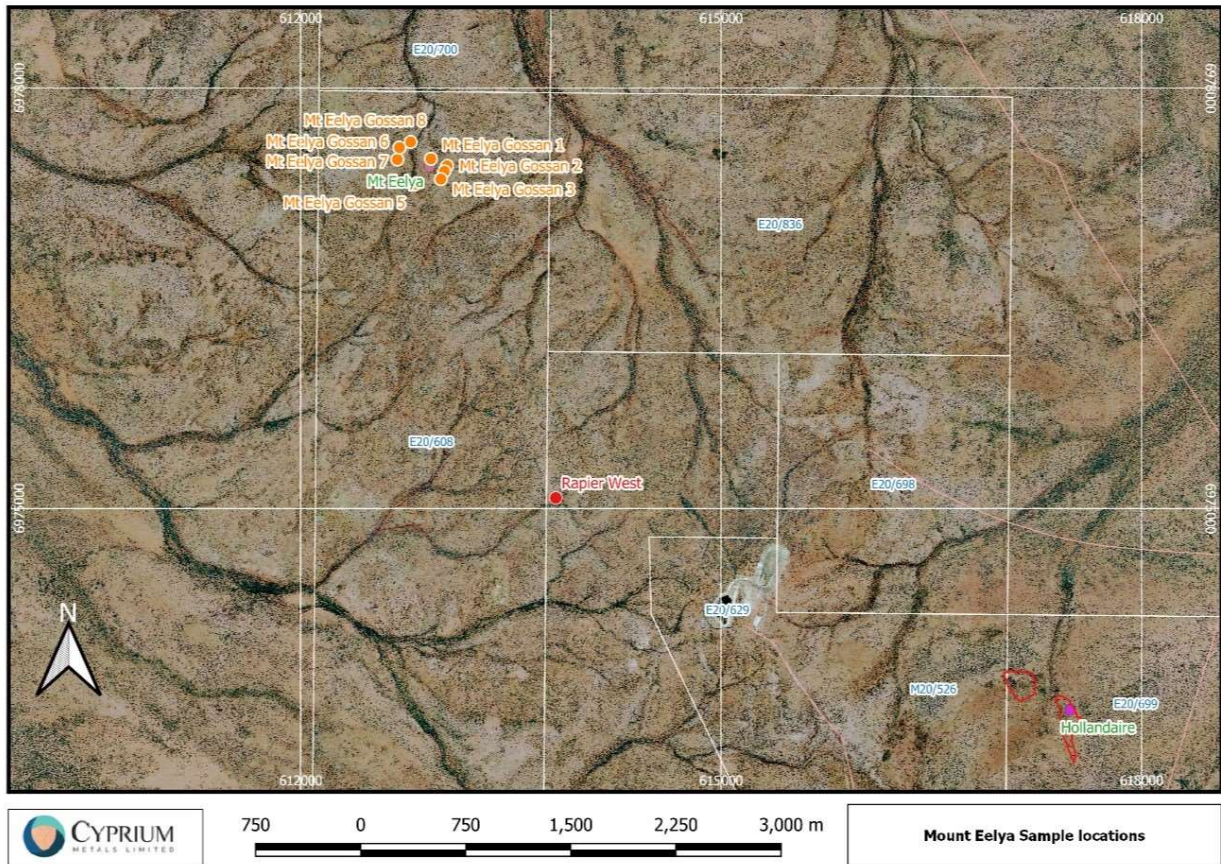 612000
615000
618000
E20/700
6978000
6978000
Mt Eelya Gossan 8
Mt Eelya Gossan 6
Mt Eelya Gossan 1
Mt Eelya Gossan 7
Mt Eelya Gossan 2
Mt Eelya
Mt Eelya Gossan 3
Mt Eelya Gossan 5
E20/836
E20/608
Rapier West
E20/698
6975000
6975000
E20/629
N
M20/526
E20/699
Hollandaire
612000
615000
618000
CYPRIUM
METALS LIMITED
750 0 750 1,500 2,250 3,000 m
Mount Eelya Sample locations